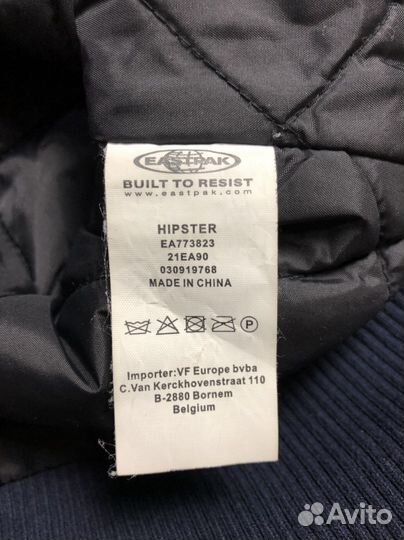 EASTPAK
BUILT TO RESIST
www.eastpak.com
HIPSTER
EA773823
21EA90
030919768
MADE IN CHINA
P
Importer:VF Europe bvba
C.Van Kerckhovenstraat 110
B-2880 Bornem
Belgium
Avito